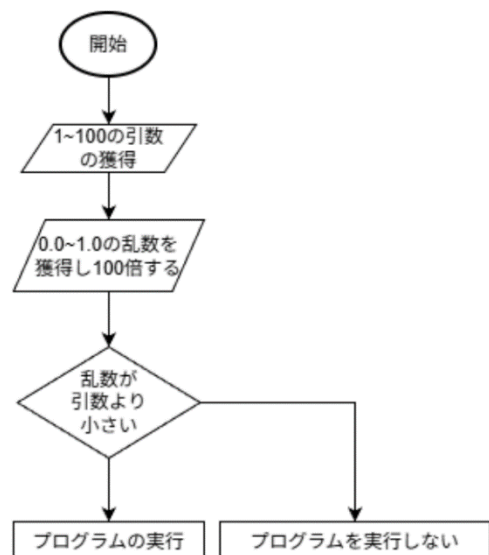 開始
1~100の引数
の獲得
0.0~1.0の乱数を
獲得し100倍する
乱数が
引数より
小さい
プログラムの実行
プログラムを実行しない